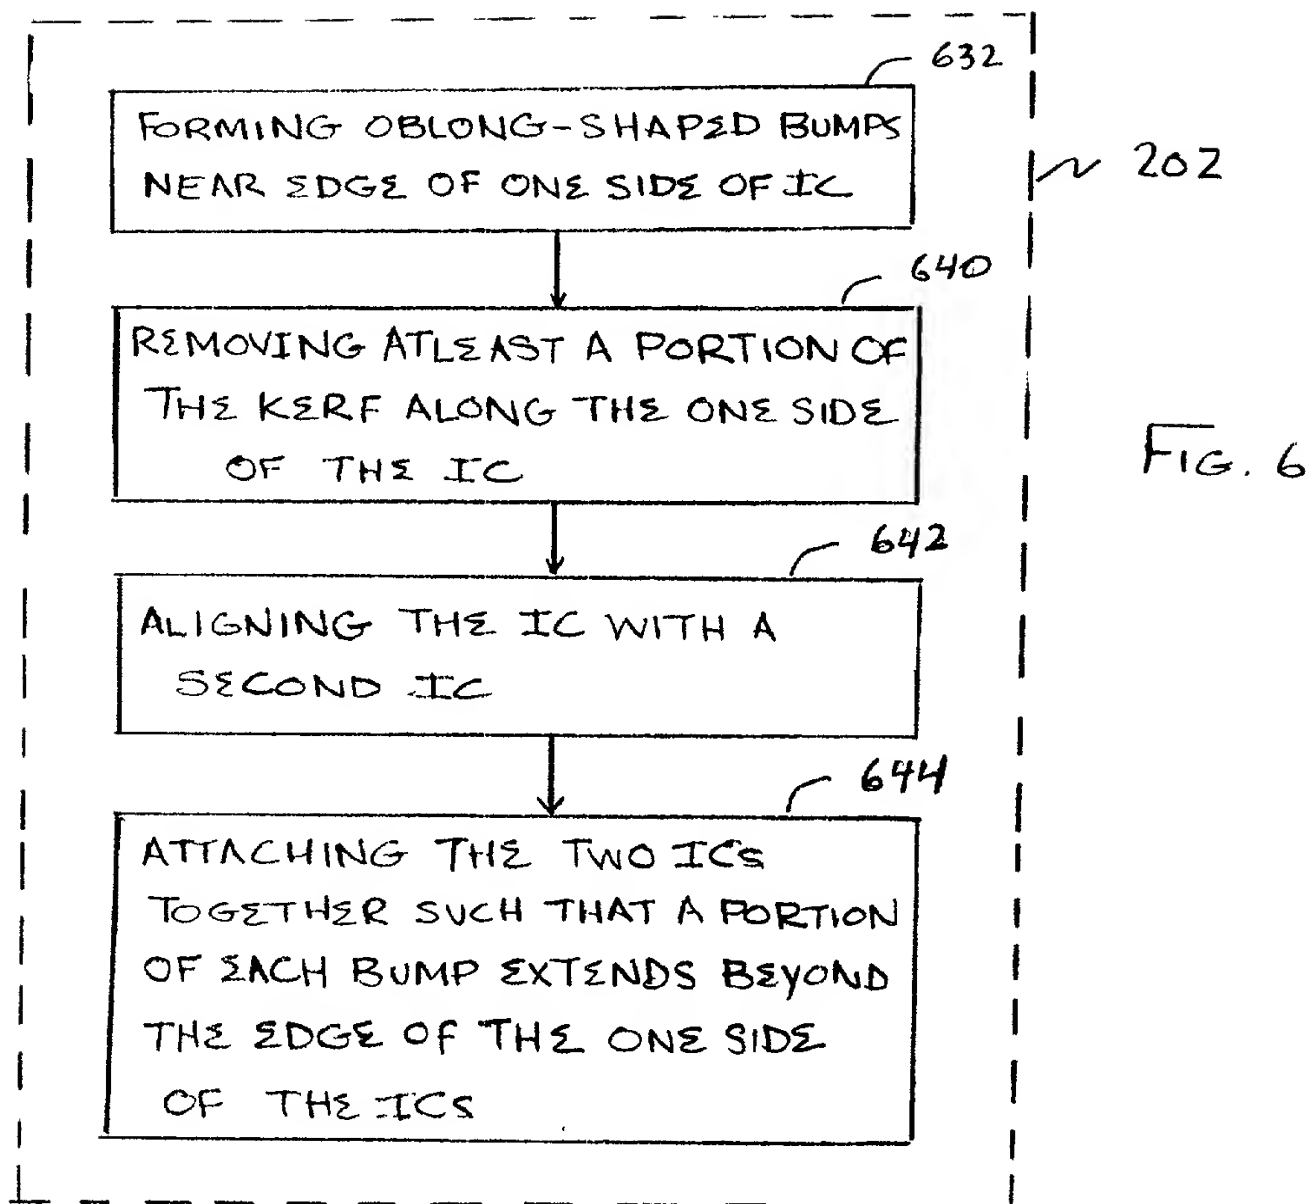 632
FORMING OBLONG-SHAPED BUMPS
NEAR EDGE OF ONE SIDE OF IC
202
640
REMOVING ATLEAST A PORTION OF
THE KERF ALONG THE ONE SIDE
OF THE IC
FIG. 6
642
ALIGNING THE IC WITH A
SECOND IC
644
ATTACHING THE TWO ICs
TOGETHER SUCH THAT A PORTION
OF EACH BUMP EXTENDS BEYOND
THE EDGE OF THE ONE SIDE
OF THE ICs